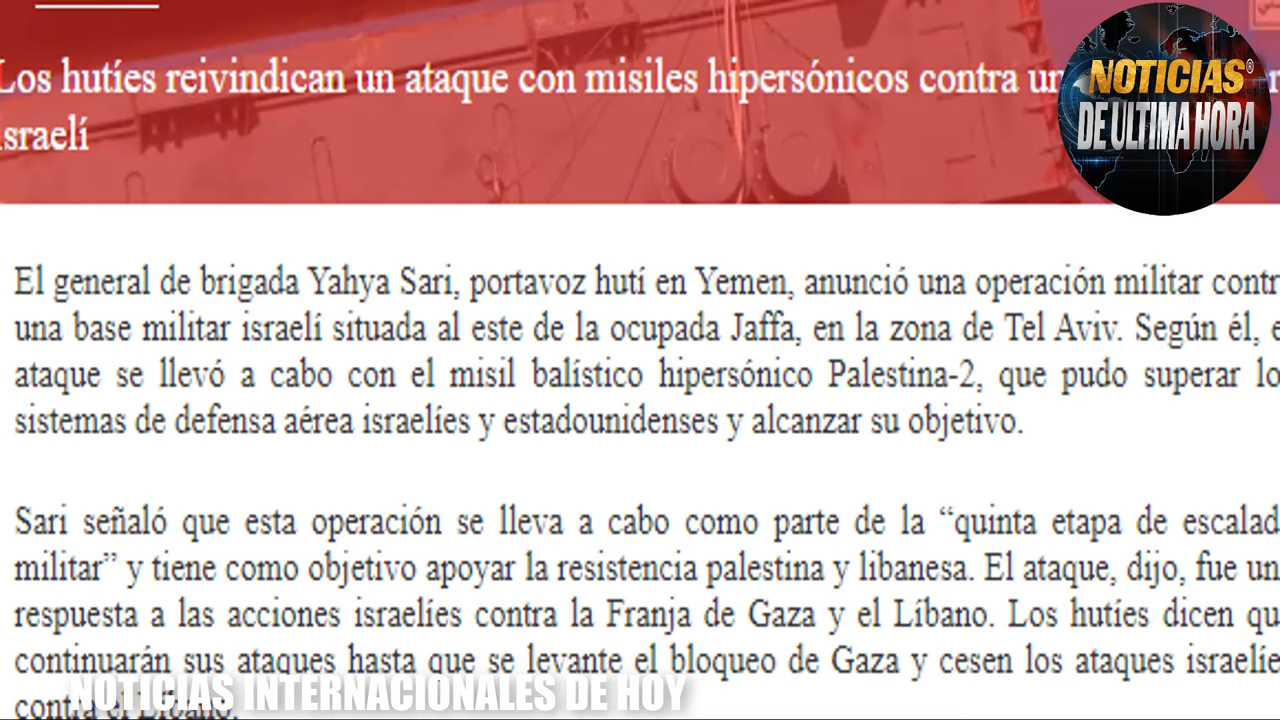 Los hutíes reivindican un ataque con misiles hipersónicos contra un
israelí
NOTICIAS®
DE ULTIMA HORA
El general de brigada Yahya Sari, portavoz hutí en Yemen, anunció una operación militar contr
una base militar israelí situada al este de la ocupada Jaffa, en la zona de Tel Aviv. Según él, e
ataque se llevó a cabo con el misil balístico hipersónico Palestina-2, que pudo superar lo
sistemas de defensa aérea israelíes y estadounidenses y alcanzar su objetivo.
Sari señaló que esta operación se lleva a cabo como parte de la “quinta etapa de escalad
militar” y tiene como objetivo apoyar la resistencia palestina y libanesa. El ataque, dijo, fue un
respuesta a las acciones israelíes contra la Franja de Gaza y el Líbano. Los hutíes dicen qu
continuarán sus ataques hasta que se levante el bloqueo de Gaza y cesen los ataques israelíe
contra el Líbano.
NOTICIAS INTERNACIONALES DE HOY